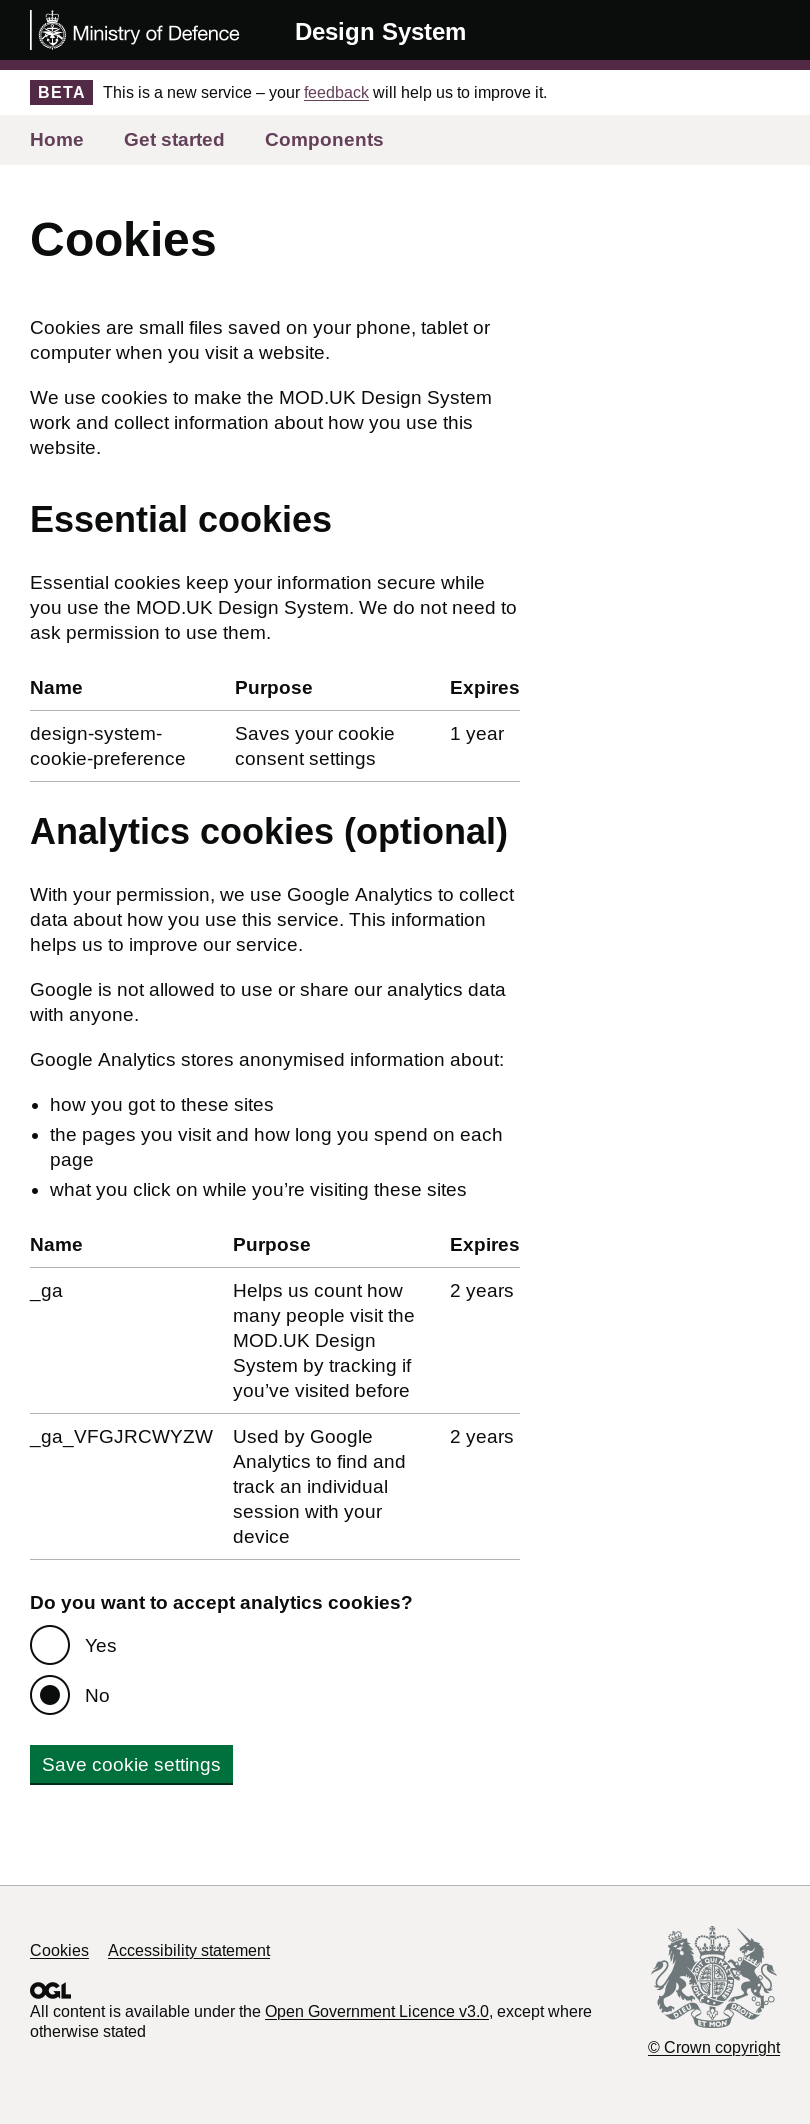 Ministry of Defence
Design System
BETA
This is a new service – your feedback will help us to improve it.
Home Get started Components
Cookies
Cookies are small files saved on your phone, tablet or
computer when you visit a website.
We use cookies to make the MOD.UK Design System
work and collect information about how you use this
website.
Essential cookies
Essential cookies keep your information secure while
you use the MOD.UK Design System. We do not need to
ask permission to use them.
Name Purpose Expires
design-system- Saves your cookie 1 year
cookie-preference consent settings
Analytics cookies (optional)
With your permission, we use Google Analytics to collect
data about how you use this service. This information
helps us to improve our service.
Google is not allowed to use or share our analytics data
with anyone.
Google Analytics stores anonymised information about:
• how you got to these sites
• the pages you visit and how long you spend on each
page
• what you click on while you’re visiting these sites
Name Purpose Expires
_ga Helps us count how 2 years
many people visit the
MOD.UK Design
System by tracking if
you’ve visited before
_ga_VFGJRCWYZW Used by Google 2 years
Analytics to find and
track an individual
session with your
device
Do you want to accept analytics cookies?
Yes
No
Save cookie settings
Cookies Accessibility statement
OGL
All content is available under the Open Government Licence v3.0, except where
otherwise stated
DIEU ET MON DROIT
© Crown copyright